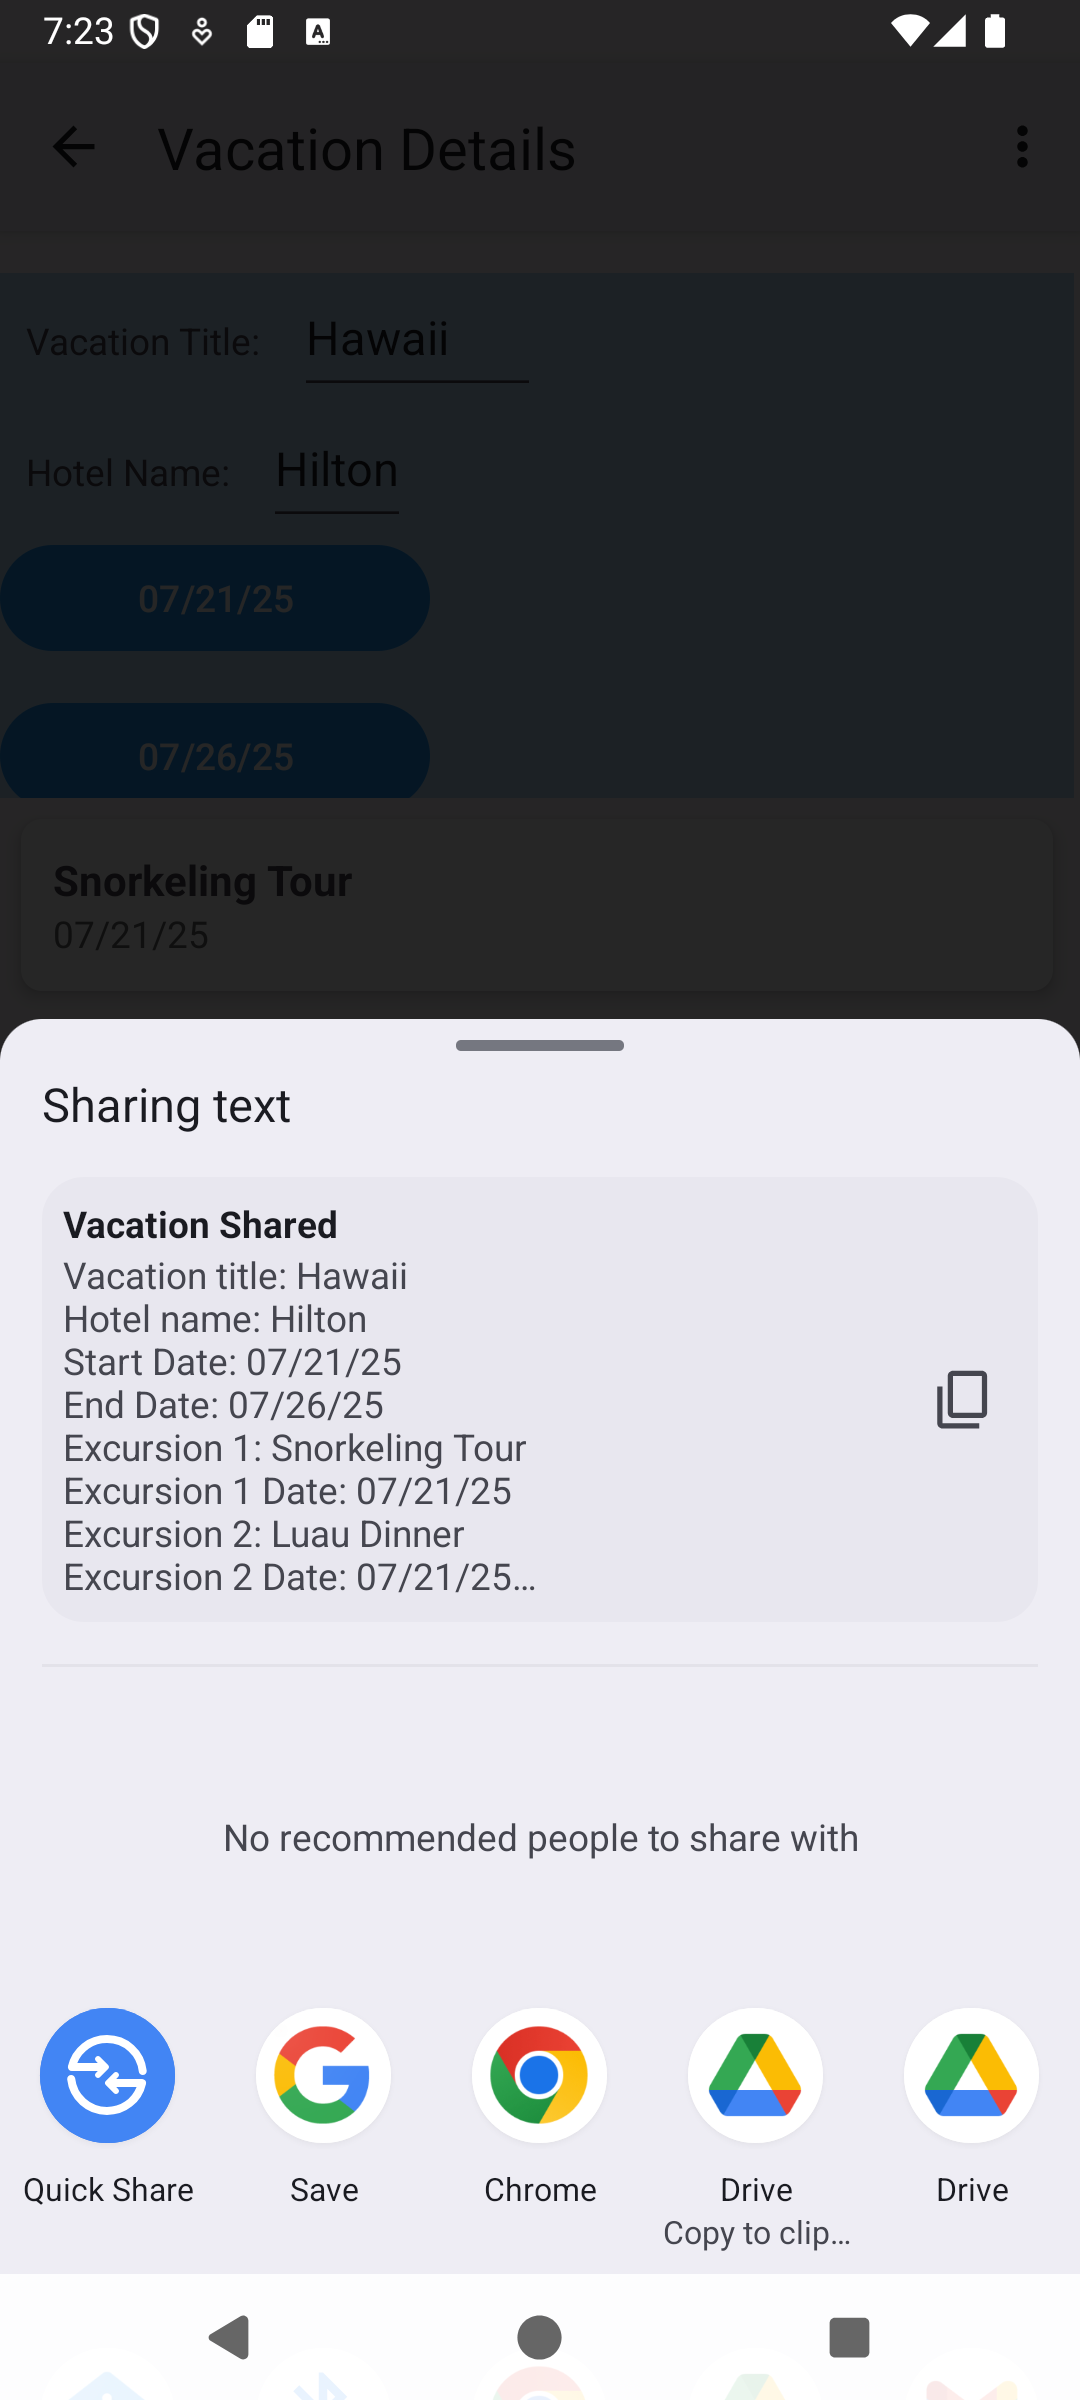 7:23
Vacation Details
Vacation Title: Hawaii
Hotel Name: Hilton
07/21/25
07/26/25
Snorkeling Tour
07/21/25
Sharing text
Vacation Shared
Vacation title: Hawaii
Hotel name: Hilton
Start Date: 07/21/25
End Date: 07/26/25
Excursion 1: Snorkeling Tour
Excursion 1 Date: 07/21/25
Excursion 2: Luau Dinner
Excursion 2 Date: 07/21/25…
No recommended people to share with
Quick Share
Save
Chrome
Drive
Copy to clip…
Drive